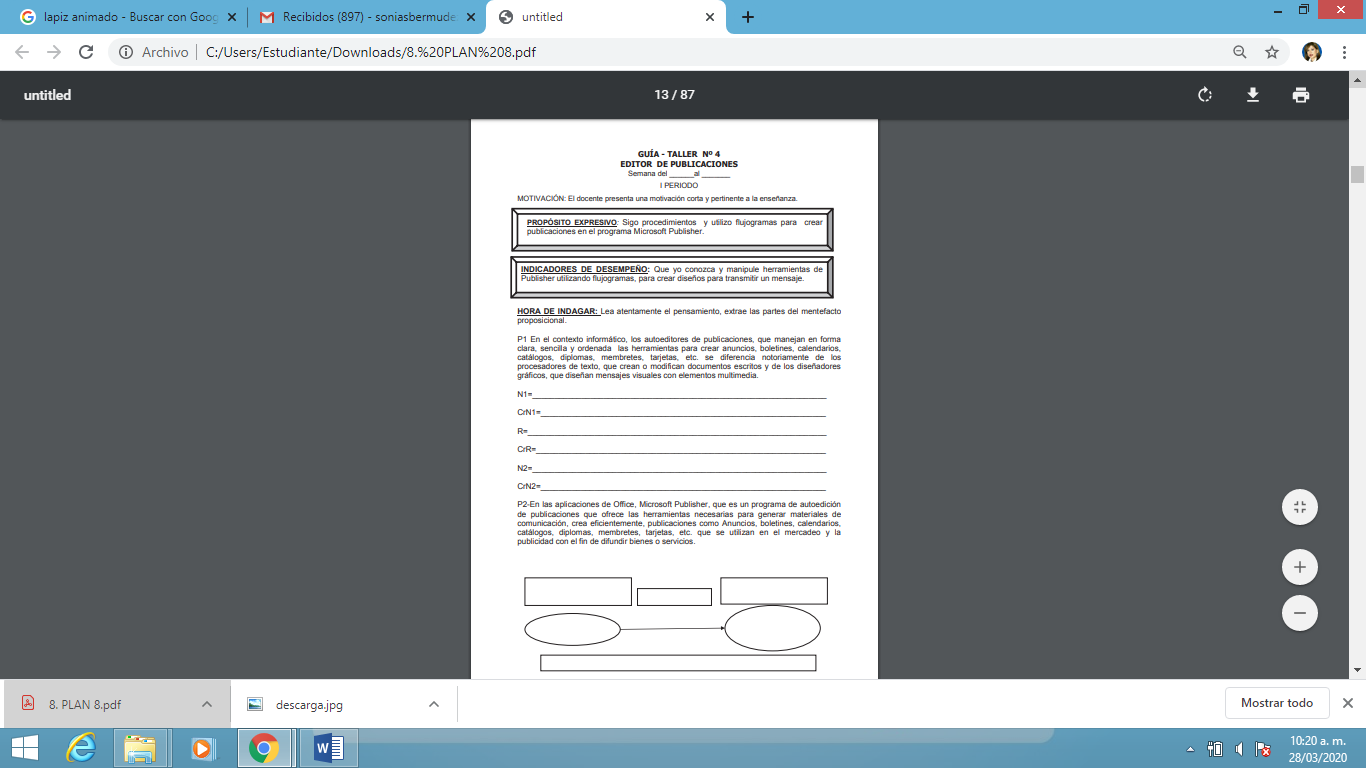 lapiz animado - Buscar con Goog
Recibidos (897) - soniasbermude
untitled
Archivo
C:/Users/Estudiante/Downloads/8.%20PLAN%208.pdf
untitled
13 / 87
GUÍA - TALLER Nº 4
EDITOR DE PUBLICACIONES
Semana del ______al _______
I PERIODO
MOTIVACIÓN: El docente presenta una motivación corta y pertinente a la enseñanza.
PROPÓSITO EXPRESIVO: Sigo procedimientos y utilizo flujogramas para crear
publicaciones en el programa Microsoft Publisher.
INDICADORES DE DESEMPEÑO: Que yo conozca y manipule herramientas de
Publisher utilizando flujogramas, para crear diseños para transmitir un mensaje.
HORA DE INDAGAR: Lea atentamente el pensamiento, extrae las partes del mentefacto
proposicional.
P1 En el contexto informático, los autoeditores de publicaciones, que manejan en forma
clara, sencilla y ordenada las herramientas para crear anuncios, boletines, calendarios,
catálogos, diplomas, membretes, tarjetas, etc. se diferencia notoriamente de los
procesadores de texto, que crean o modifican documentos escritos y de los diseñadores
gráficos, que diseñan mensajes visuales con elementos multimedia.
N1=
CrN1=
R=
CrR=
N2=
CrN2=
P2-En las aplicaciones de Office, Microsoft Publisher, que es un programa de autoedición
de publicaciones que ofrece las herramientas necesarias para generar materiales de
comunicación, crea eficientemente, publicaciones como Anuncios, boletines, calendarios,
catálogos, diplomas, membretes, tarjetas, etc. que se utilizan en el mercadeo y la
publicidad con el fin de difundir bienes o servicios.
8. PLAN 8.pdf
descarga.jpg
Mostrar todo
10:20 a. m.
28/03/2020